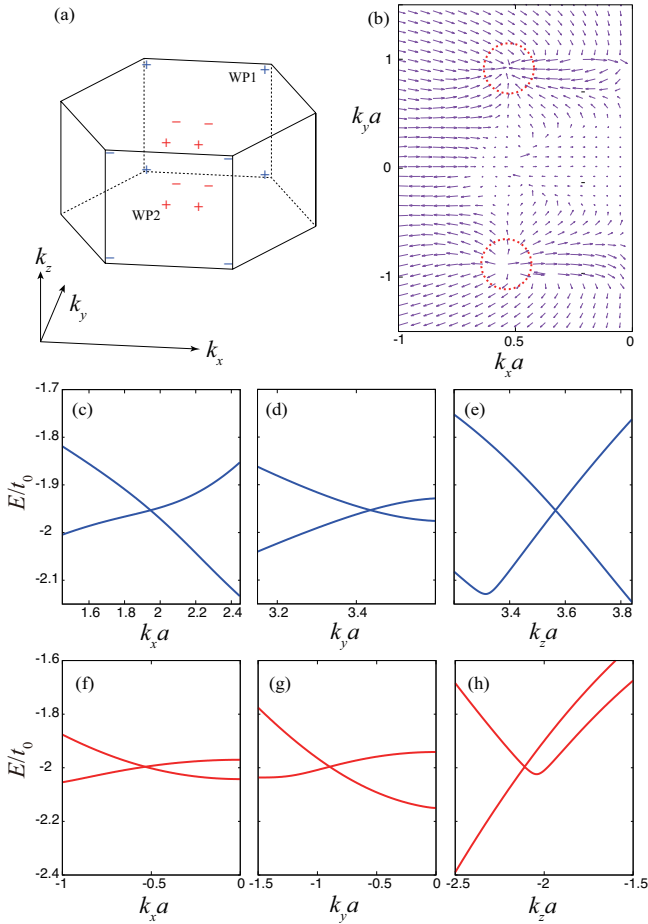 (a)
+
+
WP1
− −
+ +
− −
+
+
− −
WP2
+ +
− −
k_z
k_y
k_x
(b)
1
k_y a
0
-1
-1 0.5 0
k_x a
-1.7
(c) (d) (e)
-1.8
-1.9
E/t_0
-2
-2.1
1.6 1.8 2 2.2 2.4
3.2 3.4
3.4 3.6 3.8
k_x a k_y a k_z a
-1.6
(f) (g) (h)
-1.8
E/t_0
-2
-2.2
-2.4
-1 -0.5 0
-1.5 -1 -0.5 0
-2.5 -2 -1.5
k_x a k_y a k_z a